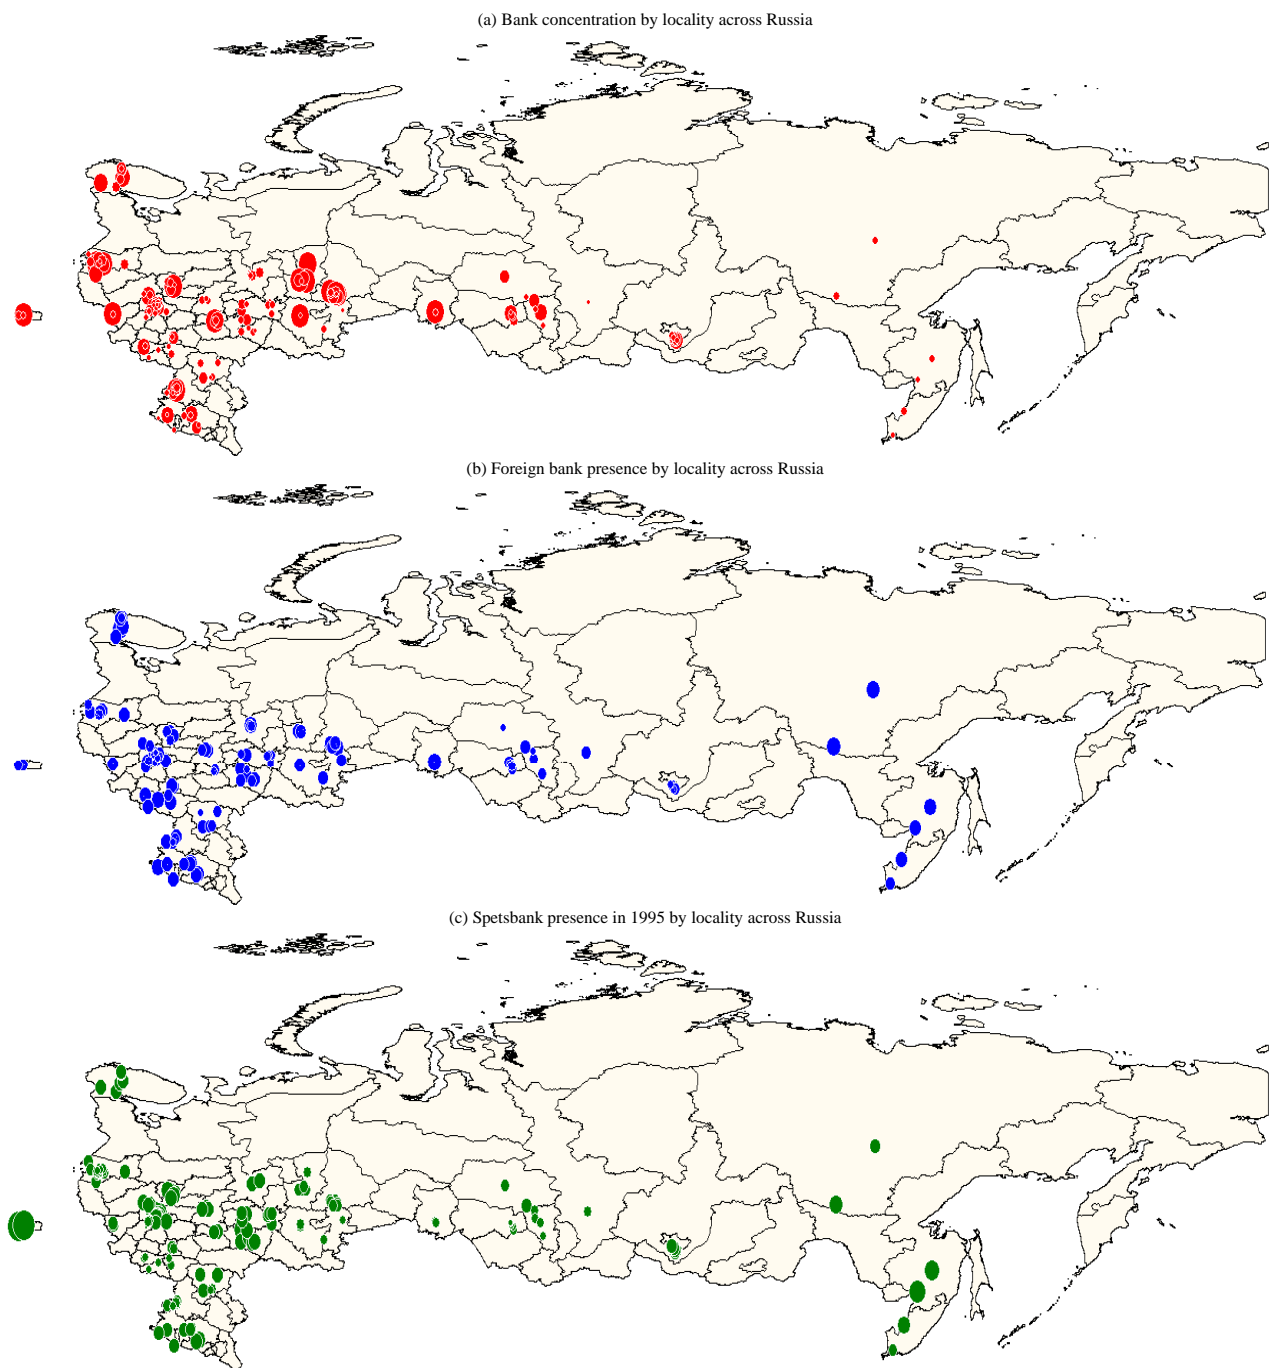 (a) Bank concentration by locality across Russia
(b) Foreign bank presence by locality across Russia
(c) Spetsbank presence in 1995 by locality across Russia